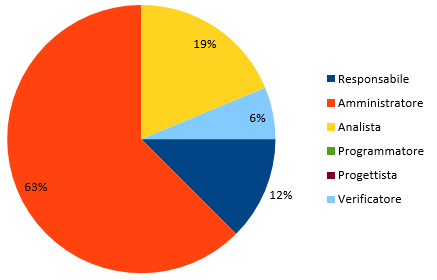 19%
6%
12%
63%
Responsabile
Amministratore
Analista
Programmatore
Progettista
Verificatore